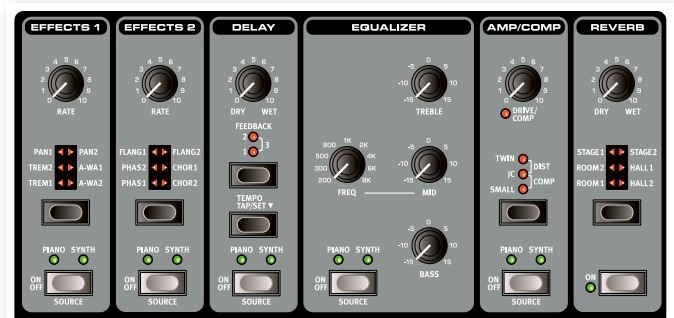 EFFECTS 1
0 1 2 3 4 5 6 7 8 9 10
RATE
PAN1 PAN2
TREM2 A-WA1
TREM1 A-WA2
PIANO SYNTH
ON
OFF
SOURCE
EFFECTS 2
0 1 2 3 4 5 6 7 8 9 10
RATE
FLANG1 FLANG2
PHAS2 CHOR1
PHAS1 CHOR2
PIANO SYNTH
ON
OFF
SOURCE
DELAY
0 1 2 3 4 5 6 7 8 9 10
DRY WET
FEEDBACK
2
1 3
TEMPO
TAP/SET ▼
PIANO SYNTH
ON
OFF
SOURCE
EQUALIZER
-15 -10 -5 0 5 10 15
TREBLE
200 300 500 800 1K 2K 4K 6K 8K
FREQ
-15 -10 -5 0 5 10 15
MID
-15 -10 -5 0 5 10 15
BASS
PIANO SYNTH
ON
OFF
SOURCE
AMP/COMP
0 1 2 3 4 5 6 7 8 9 10
DRIVE/
COMP
TWIN
DIST
JC
COMP
SMALL
PIANO SYNTH
ON
OFF
SOURCE
REVERB
0 1 2 3 4 5 6 7 8 9 10
DRY WET
STAGE1 STAGE2
ROOM2 HALL 1
ROOM1 HALL 2
ON